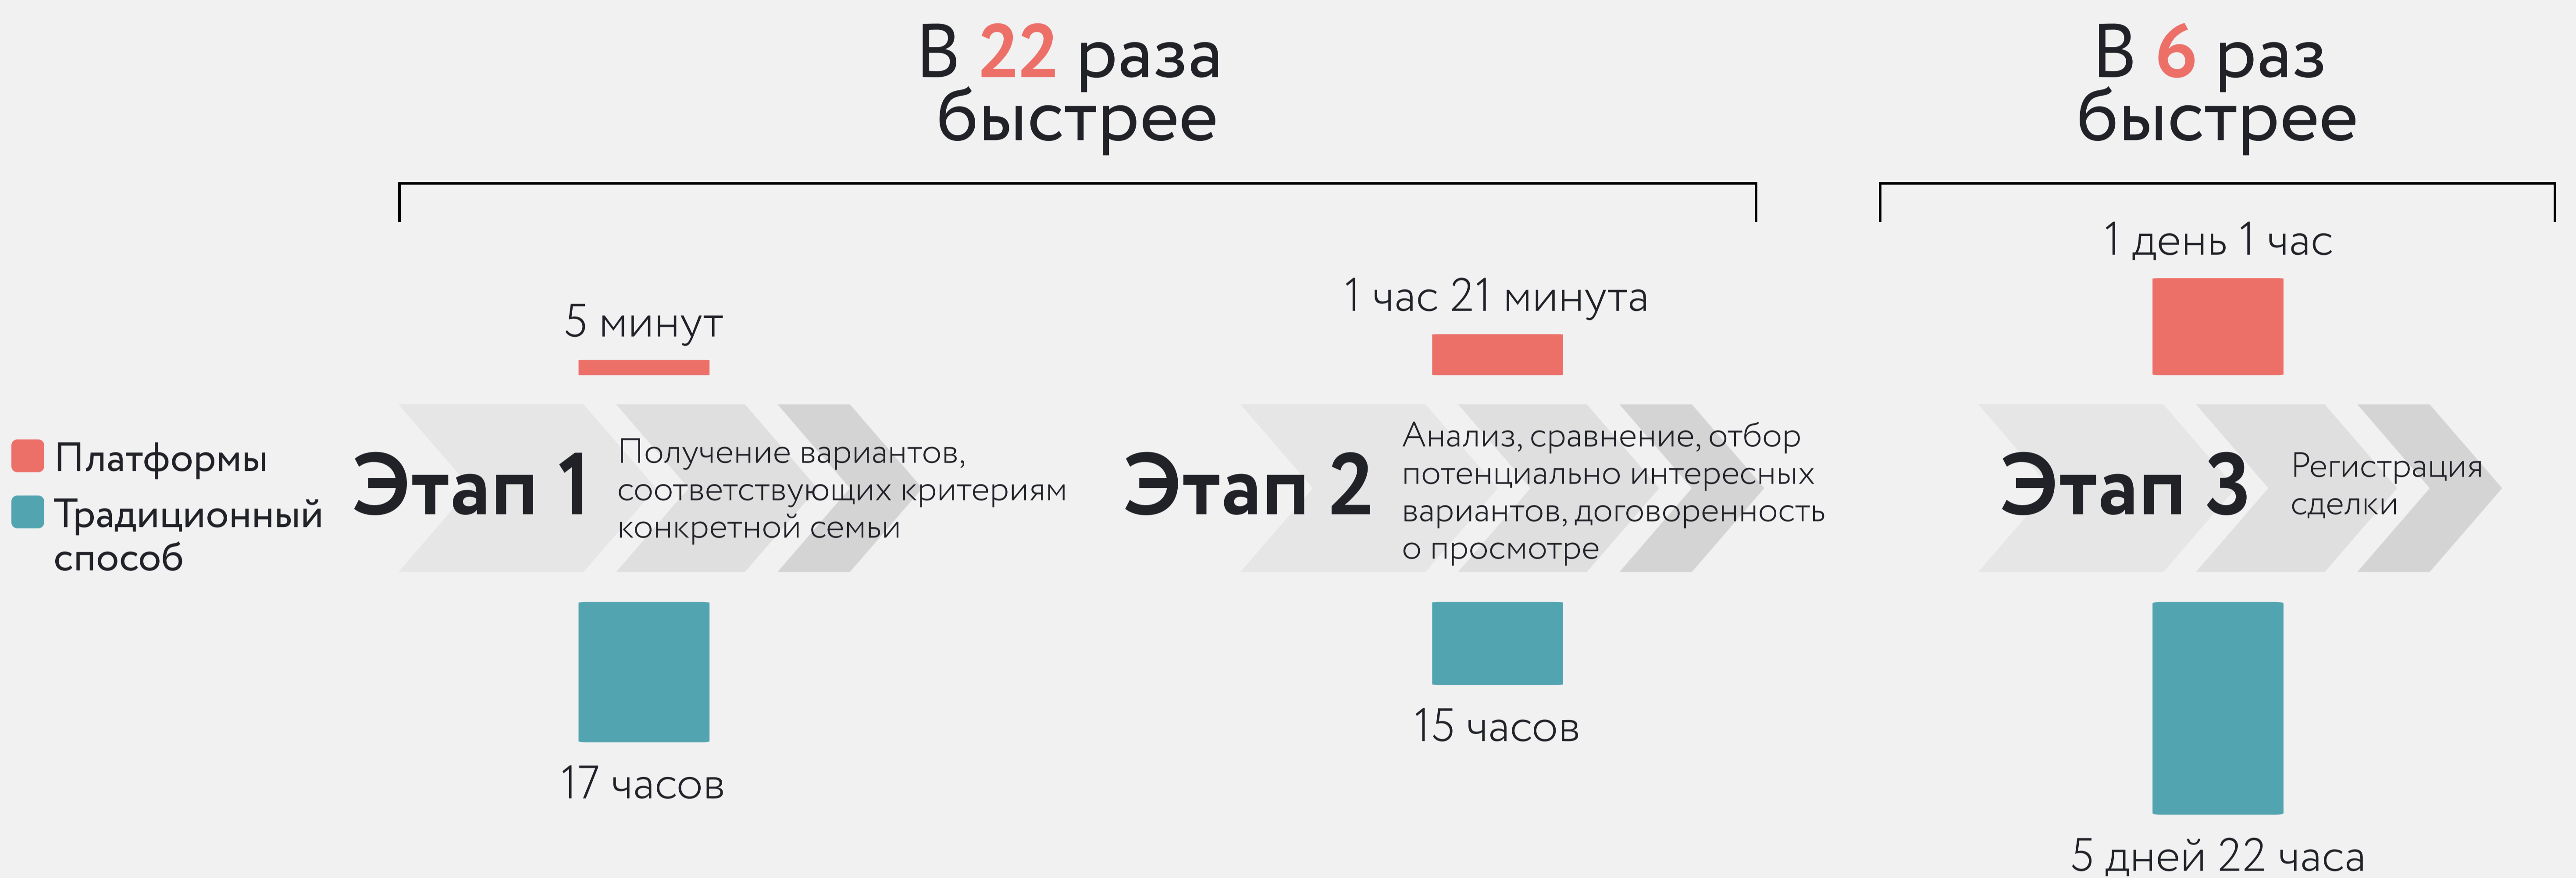 В 22 раза
быстрее
В 6 раз
быстрее
5 минут
1 час 21 минута
1 день 1 час
Платформы
Традиционный
способ
Этап 1
Получение вариантов,
соответствующих критериям
конкретной семьи
Этап 2
Анализ, сравнение, отбор
потенциально интересных
вариантов, договоренность
о просмотре
Этап 3
Регистрация
сделки
17 часов
15 часов
5 дней 22 часа